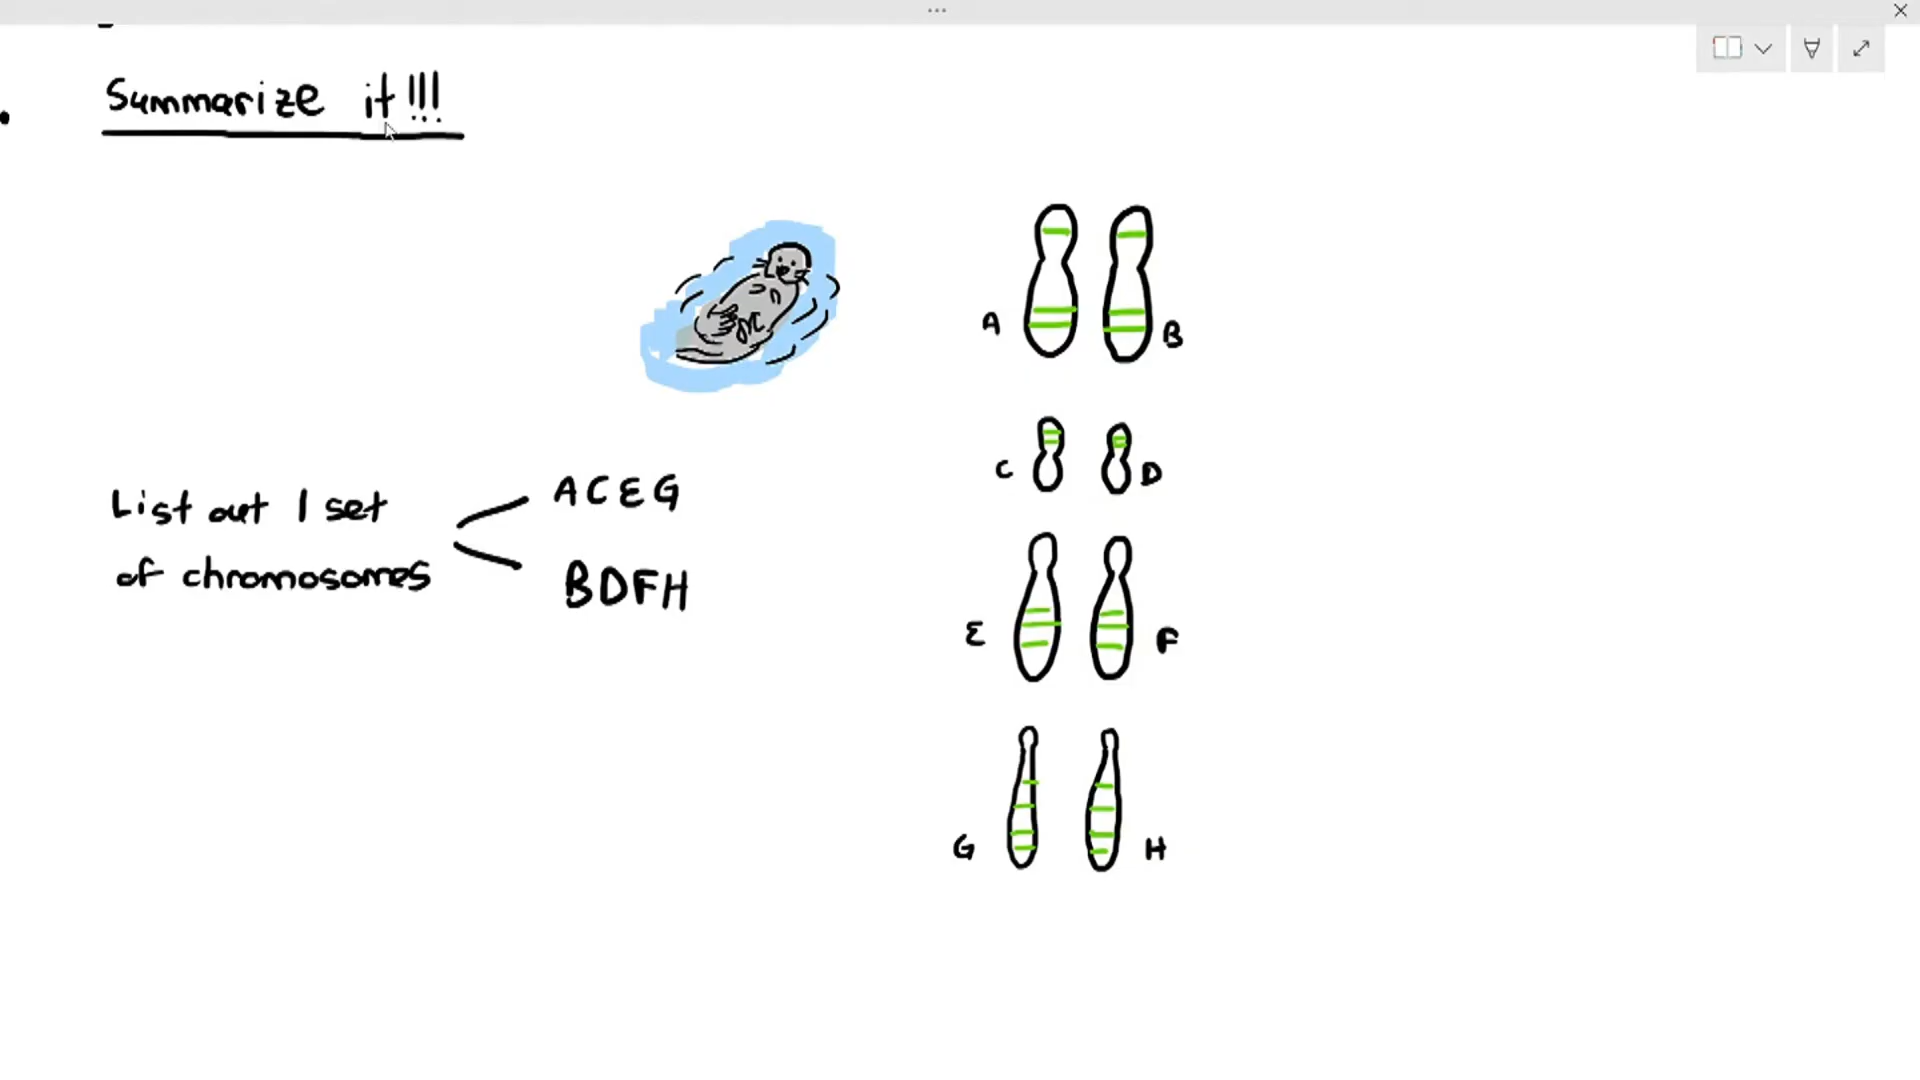 Summarize it!!!
A
B
C
D
List out 1 set
of chromosomes
ACEG
BDFH
E
F
G
H